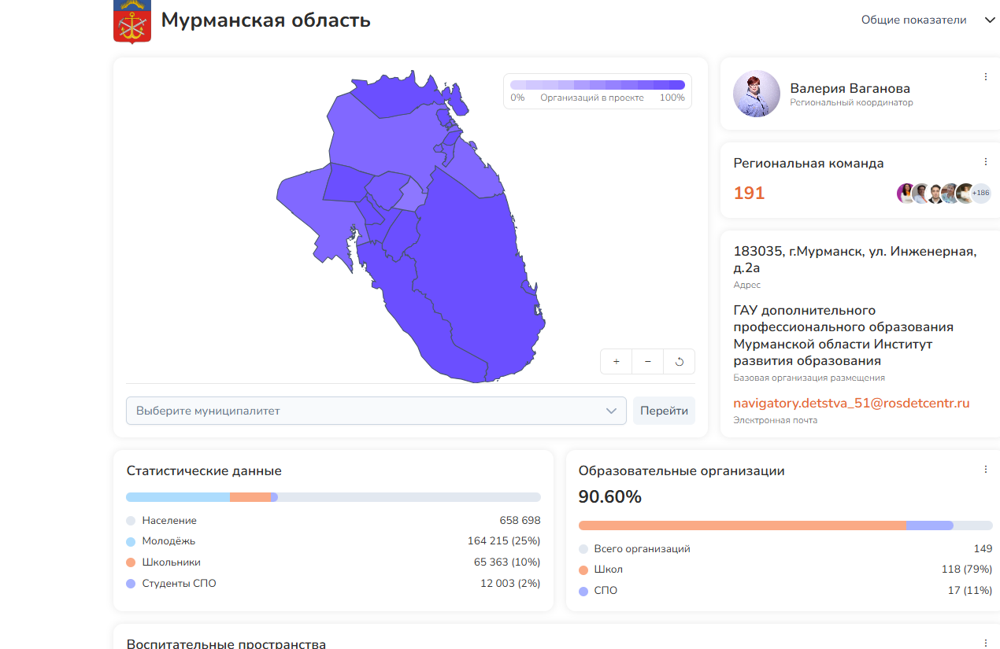 Мурманская область
Общие показатели
0% Организаций в проекте 100%
+
−
Выберите муниципалитет
Перейти
Валерия Ваганова
Региональный координатор
Региональная команда
191
+186
183035, г.Мурманск, ул. Инженерная,
д.2а
Адрес
ГАУ дополнительного
профессионального образования
Мурманской области Институт
развития образования
Базовая организация размещения
navigatory.detstva_51@rosdetcentr.ru
Электронная почта
Статистические данные
Население 658 698
Молодёжь 164 215 (25%)
Школьники 65 363 (10%)
Студенты СПО 12 003 (2%)
Образовательные организации
90.60%
Всего организаций 149
Школ 118 (79%)
СПО 17 (11%)
Воспитательные пространства